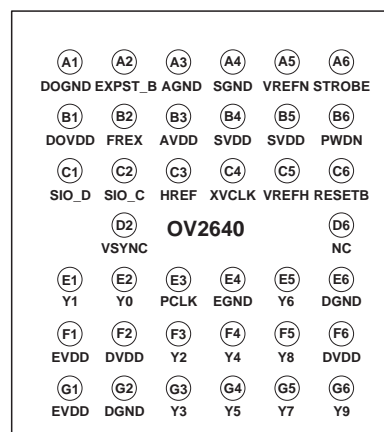 A1 A2 A3 A4 A5 A6
DOGND EXPST_B AGND SGND VREFN STROBE
B1 B2 B3 B4 B5 B6
DOVDD FREX AVDD SVDD SVDD PWDN
C1 C2 C3 C4 C5 C6
SIO_D SIO_C HREF XVCLK VREFH RESETB
D2 OV2640 D6
VSYNC NC
E1 E2 E3 E4 E5 E6
Y1 Y0 PCLK EGND Y6 DGND
F1 F2 F3 F4 F5 F6
EVDD DVDD Y2 Y4 Y8 DVDD
G1 G2 G3 G4 G5 G6
EVDD DGND Y3 Y5 Y7 Y9